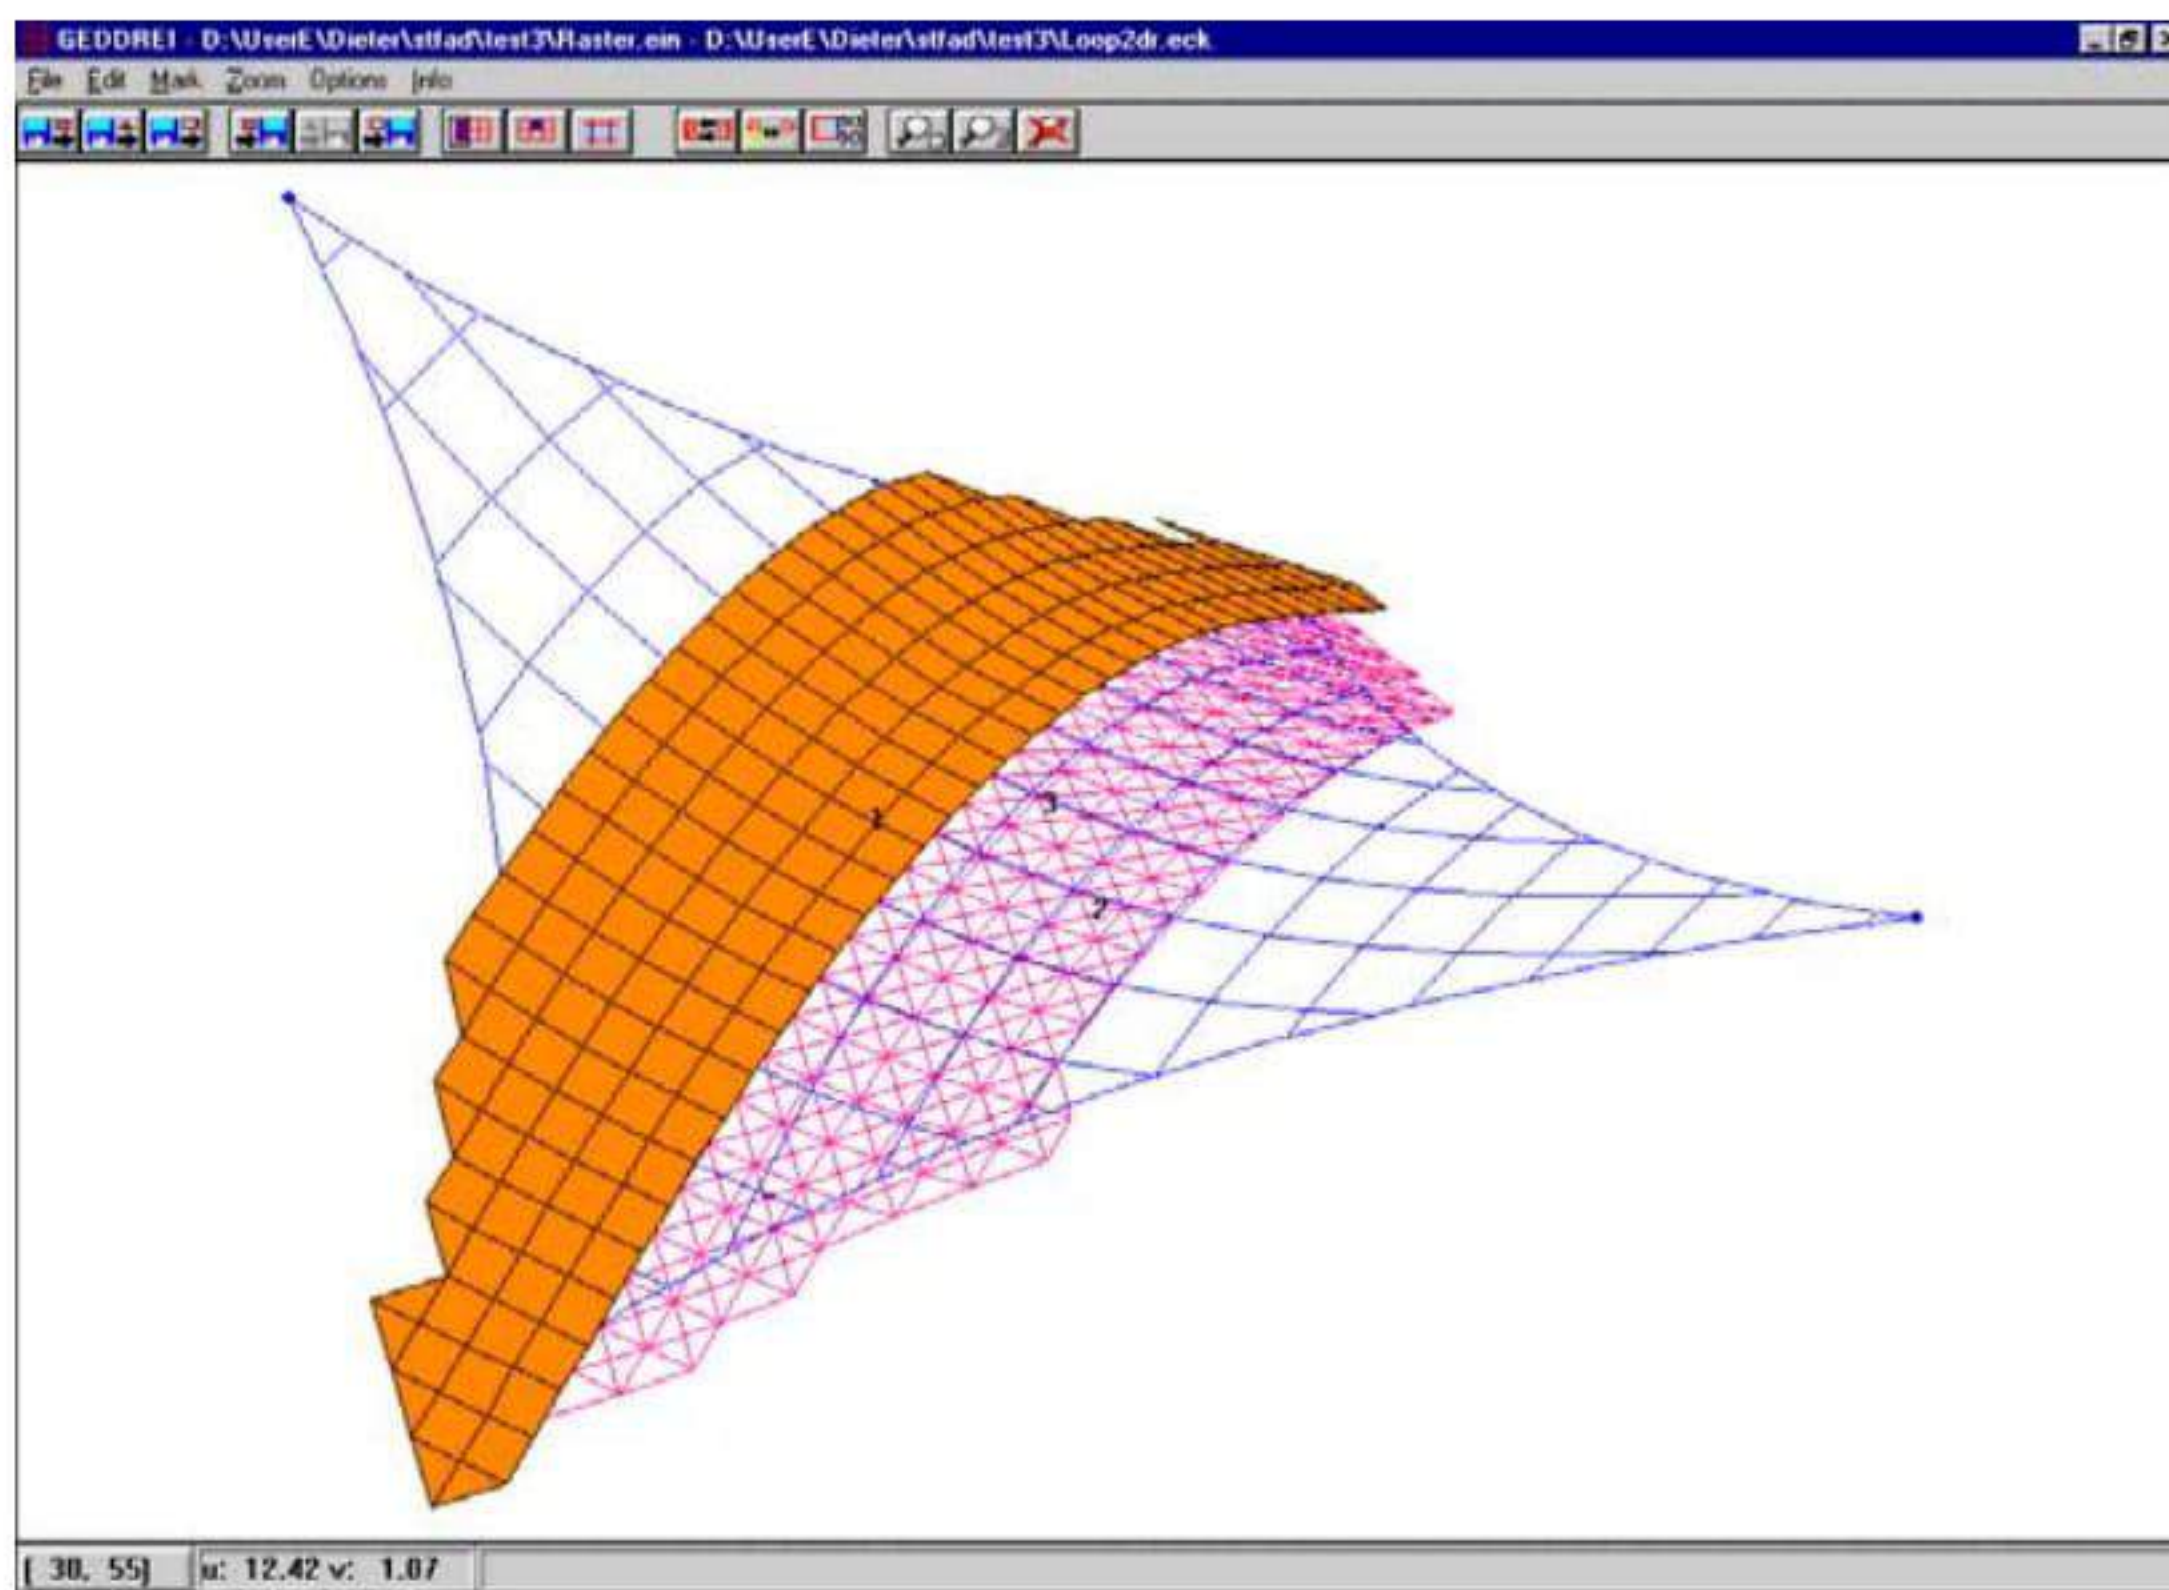 GEDDREI - D:\UserE\Dieter\stfad\test3\Raster.ein - D:\UserE\Dieter\stfad\test3\Loop2dr.eck
File Edit Mark Zoom Options Info
1
3
2
[ 30, 55] u: 12.42 v: 1.07